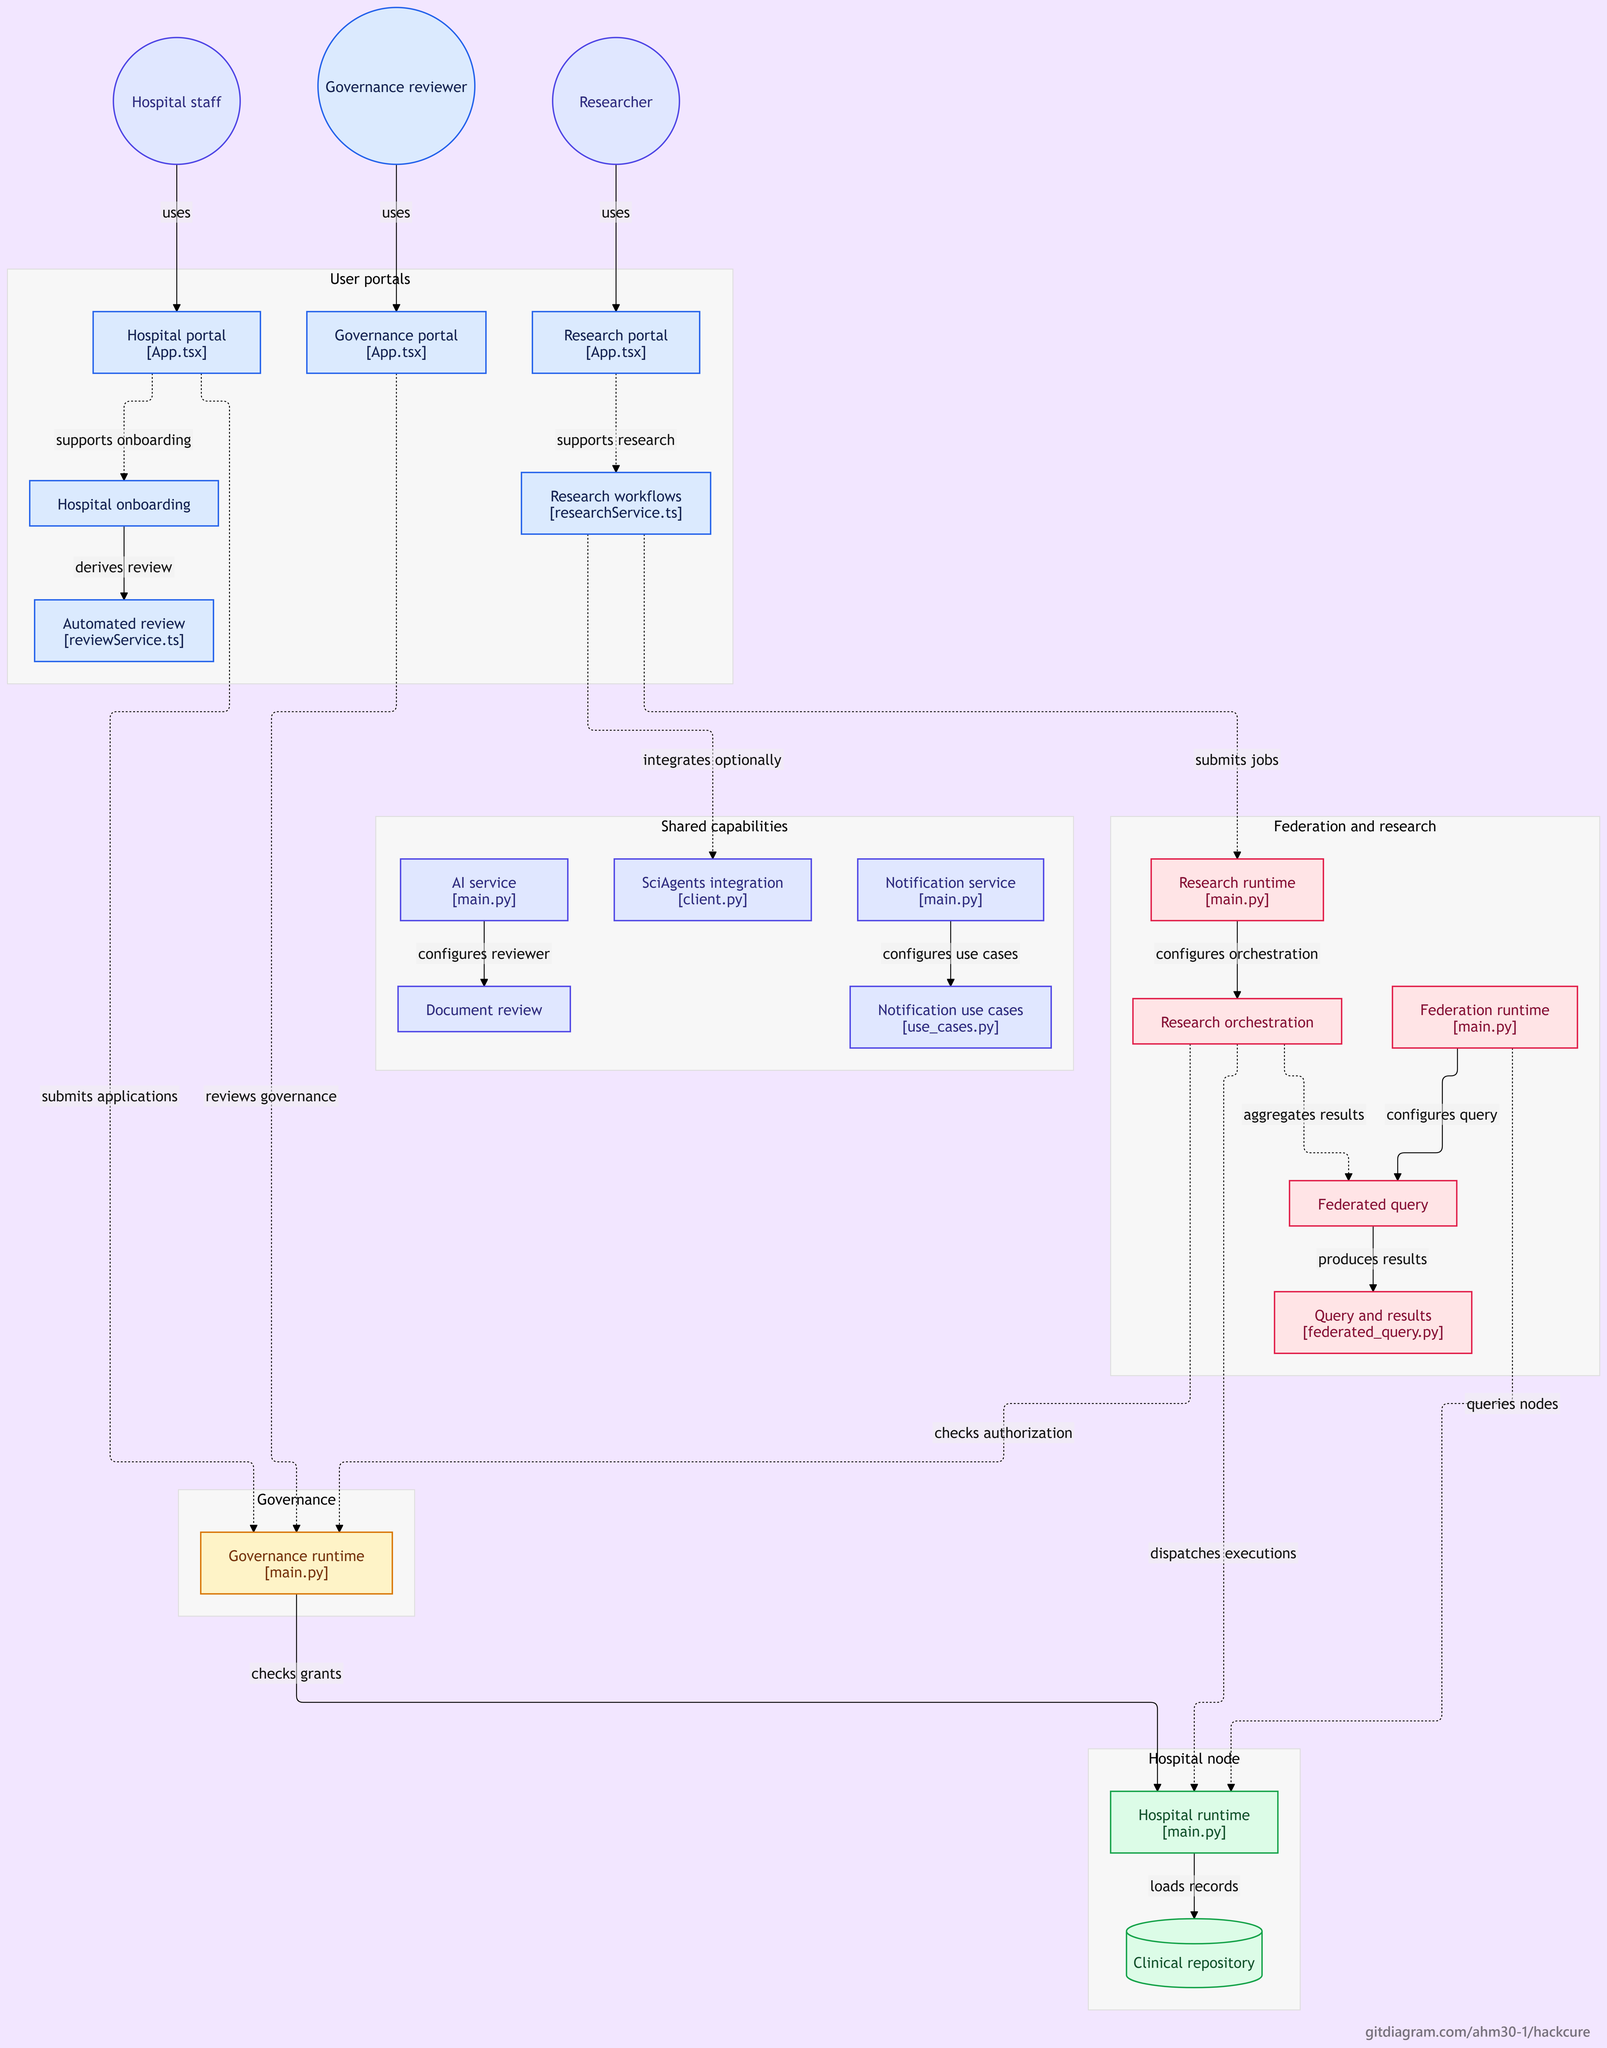 Hospital staff
Governance reviewer
Researcher
uses
uses
uses
User portals
Hospital portal
[App.tsx]
Governance portal
[App.tsx]
Research portal
[App.tsx]
supports onboarding
supports research
Hospital onboarding
Research workflows
[researchService.ts]
derives review
Automated review
[reviewService.ts]
integrates optionally
submits jobs
Shared capabilities
Federation and research
AI service
[main.py]
SciAgents integration
[client.py]
Notification service
[main.py]
Research runtime
[main.py]
configures reviewer
configures use cases
configures orchestration
Document review
Notification use cases
[use_cases.py]
Research orchestration
Federation runtime
[main.py]
submits applications
reviews governance
aggregates results
configures query
Federated query
produces results
Query and results
[federated_query.py]
queries nodes
checks authorization
Governance
Governance runtime
[main.py]
dispatches executions
checks grants
Hospital node
Hospital runtime
[main.py]
loads records
Clinical repository
gitdiagram.com/ahm30-1/hackcure